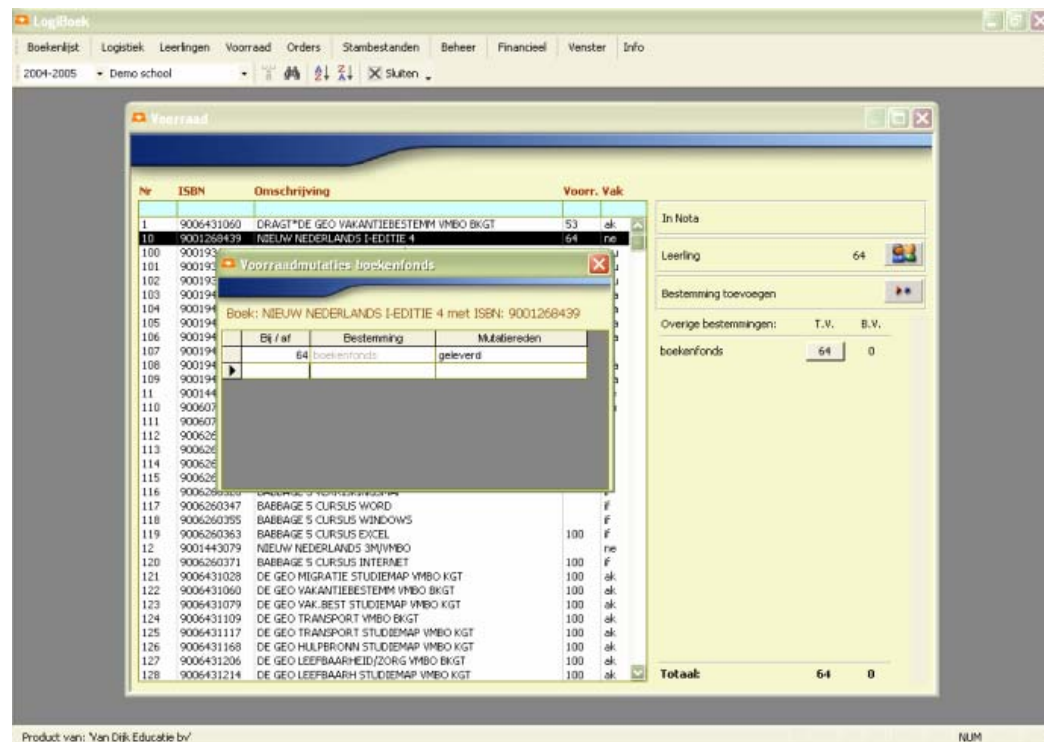 LogiBoek
Boekenlijst Logistiek Leerlingen Voorraad Orders Stambestanden Beheer Financieel Venster Info
2004-2005 Demo school Sluiten
Voorraad
Nr ISBN Omschrijving Voorr. Vak
1 9006431060 DRAGT*DE GEO VAKANTIEBESTEMM VMBO BKGT 53 ak
10 9001268439 NIEUW NEDERLANDS I-EDITIE 4 64 ne
100
101
102
103
104
105
106
107
108
109
11
110
111
112
113
114
115
116
117 9006260347 BABBAGE 5 CURSUS WORD if
118 9006260355 BABBAGE 5 CURSUS WINDOWS if
119 9006260363 BABBAGE 5 CURSUS EXCEL 100 if
12 9001443079 NIEUW NEDERLANDS 3M/VMBO ne
120 9006260371 BABBAGE 5 CURSUS INTERNET 100 if
121 9006431028 DE GEO MIGRATIE STUDIEMAP VMBO KGT 100 ak
122 9006431060 DE GEO VAKANTIEBESTEMM VMBO BKGT 100 ak
123 9006431079 DE GEO VAK.BEST STUDIEMAP VMBO KGT 100 ak
124 9006431109 DE GEO TRANSPORT VMBO BKGT 100 ak
125 9006431117 DE GEO TRANSPORT STUDIEMAP VMBO KGT 100 ak
126 9006431168 DE GEO HULPBRONN STUDIEMAP VMBO KGT 100 ak
127 9006431206 DE GEO LEEFBAARHEID/ZORG VMBO BKGT 100 ak
128 9006431214 DE GEO LEEFBAARH STUDIEMAP VMBO KGT 100 ak
Voorraadmutaties boekenfonds
Boek: NIEUW NEDERLANDS I-EDITIE 4 met ISBN: 9001268439
Bij / af Bestemming Mutatiereden
64 boekenfonds geleverd
In Nota
Leerling 64
Bestemming toevoegen
Overige bestemmingen: T.V. B.V.
boekenfonds 64 0
Totaal: 64 0
Product van: 'Van Dijk Educatie bv' NUM